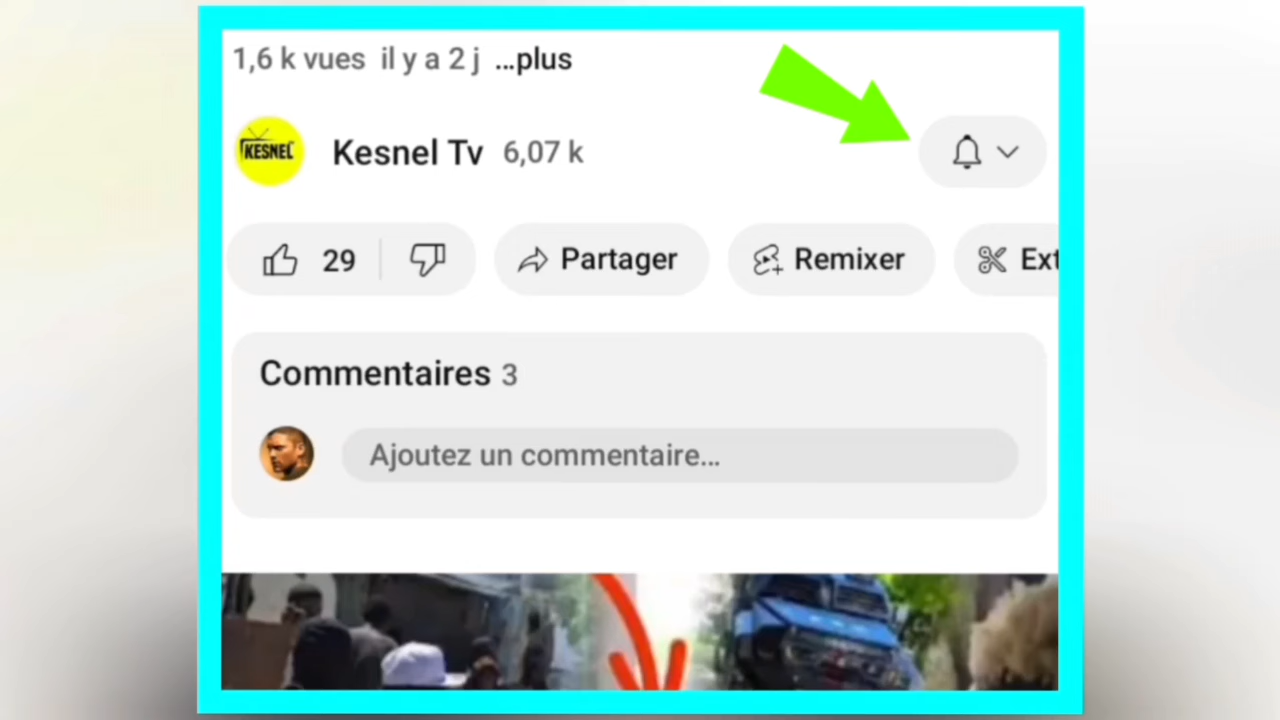 1,6 k vues il y a 2 j ...plus
KESNEL
Kesnel Tv 6,07 k
29 Partager Remixer Ext
Commentaires 3
Ajoutez un commentaire...